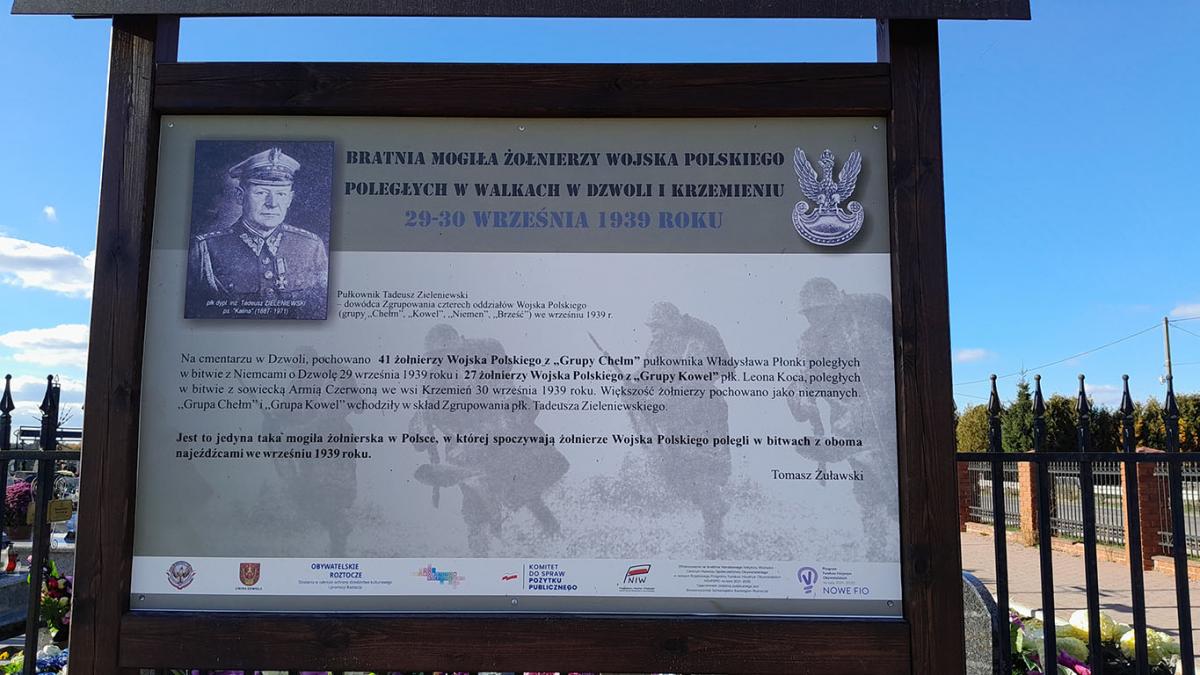 BRATNIA MOGIŁA ŻOŁNIERZY WOJSKA POLSKIEGO
POLEGŁYCH W WALKACH W DZWOLI I KRZEMIENIU
29-30 WRZEŚNIA 1939 ROKU
płk dypl. inż. Tadeusz ZIELENIEWSKI
ps. "Kalina" (1887-1971)
Pułkownik Tadeusz Zieleniewski
– dowódca Zgrupowania czterech oddziałów Wojska Polskiego
(grupy „Chełm”, „Kowel”, „Niemen”, „Brześć”) we wrześniu 1939 r.
Na cmentarzu w Dzwoli, pochowano 41 żołnierzy Wojska Polskiego z „Grupy Chełm” pułkownika Władysława Płonki poległych
w bitwie z Niemcami o Dzwolę 29 września 1939 roku i 27 żołnierzy Wojska Polskiego z „Grupy Kowel” płk. Leona Koca, poległych
w bitwie z sowiecką Armią Czerwoną we wsi Krzemień 30 września 1939 roku. Większość żołnierzy pochowano jako nieznanych.
„Grupa Chełm” i „Grupa Kowel” wchodziły w skład Zgrupowania płk. Tadeusza Zieleniewskiego.
Jest to jedyna taka mogiła żołnierska w Polsce, w której spoczywają żołnierze Wojska Polskiego polegli w bitwach z oboma
najeźdźcami we wrześniu 1939 roku.
Tomasz Żuławski
GMINA DZWOLA
OBYWATELSKIE
ROZTOCZE
KOMITET
DO SPRAW
POŻYTKU
PUBLICZNEGO
NIW
NOWE FIO